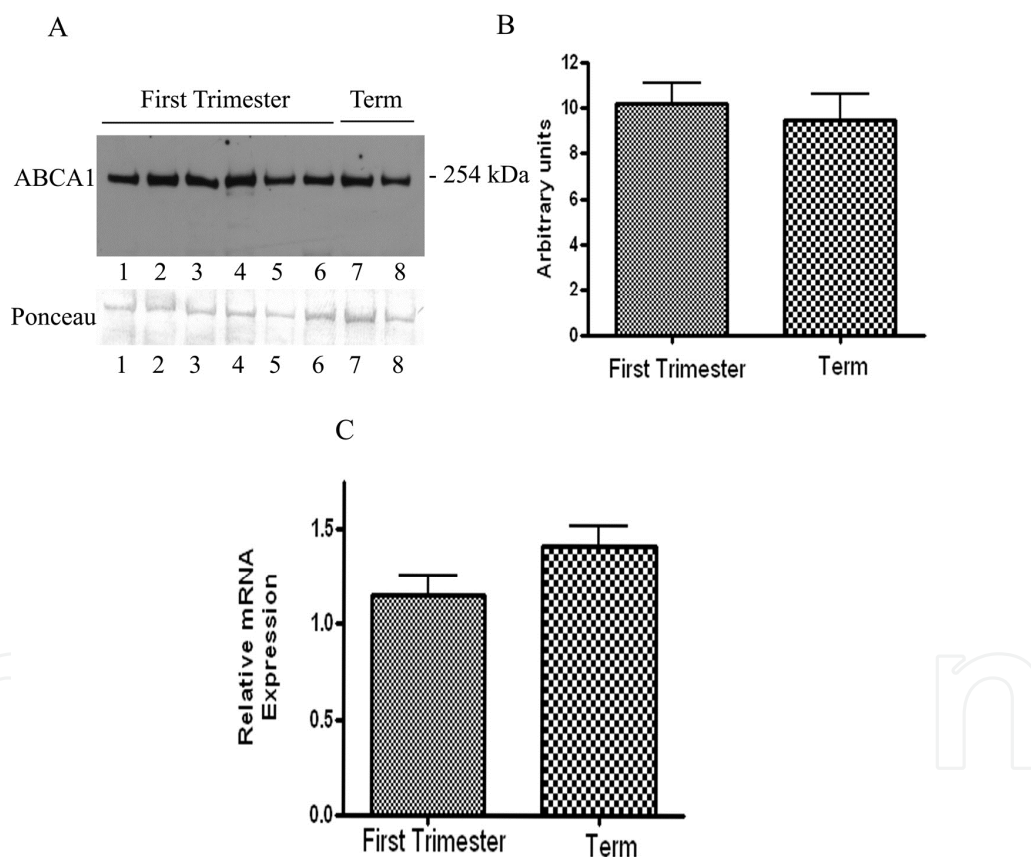 A
First Trimester Term
ABCA1 - 254 kDa
1 2 3 4 5 6 7 8
Ponceau
1 2 3 4 5 6 7 8
B
12
10
8
6
4
2
0
Arbitrary units
First Trimester Term
C
1.5
1.0
0.5
0.0
Relative mRNA
Expression
First Trimester Term
n